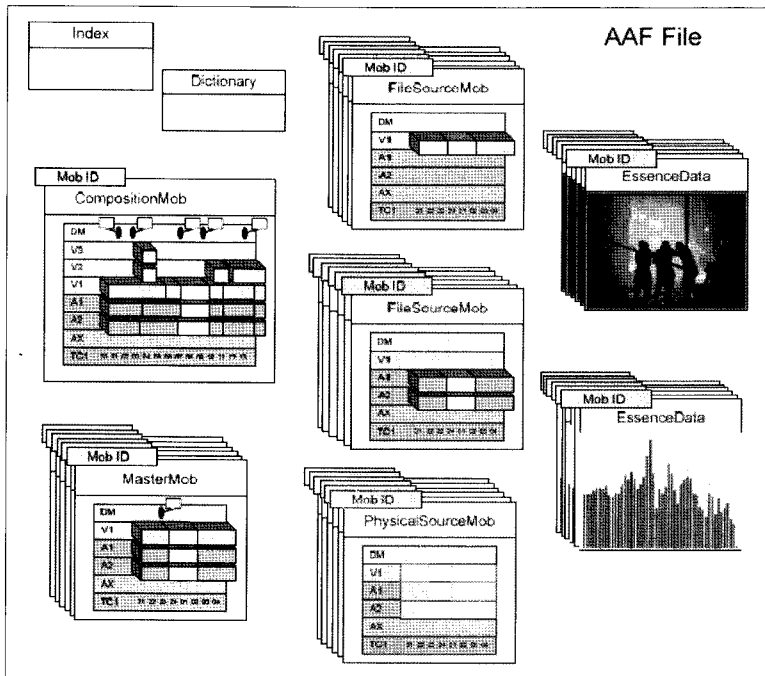 AAF File
Index
Dictionary
Mob ID
CompositionMob
DM
V3
V2
V1
A1
A2
AX
TC1
Mob ID
MasterMob
DM
V1
A1
A2
AX
TC1
Mob ID
FileSourceMob
DM
V1
A1
A2
AX
TC1
Mob ID
FileSourceMob
DM
V1
A1
A2
AX
TC1
Mob ID
PhysicalSourceMob
DM
V1
A1
A2
AX
TC1
Mob ID
EssenceData
Mob ID
EssenceData